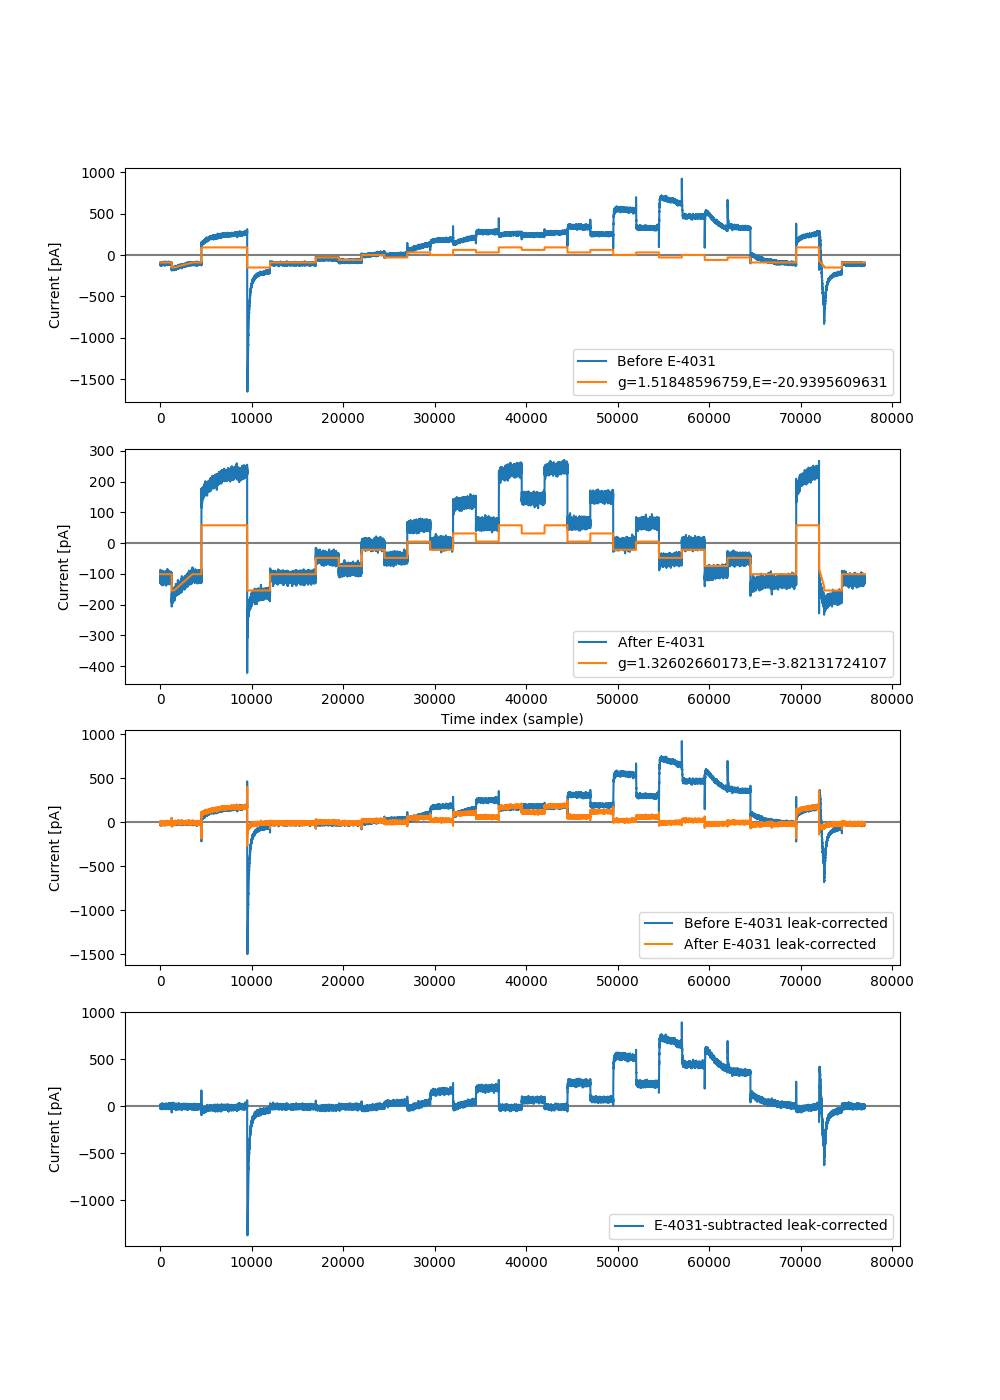 1000
500
0
−500
−1000
−1500
Current [pA]
Before E-4031
g=1.51848596759,E=-20.9395609631
0 10000 20000 30000 40000 50000 60000 70000 80000
300
200
100
0
−100
−200
−300
−400
Current [pA]
After E-4031
g=1.32602660173,E=-3.82131724107
0 10000 20000 30000 40000 50000 60000 70000 80000
Time index (sample)
1000
500
0
−500
−1000
−1500
Current [pA]
Before E-4031 leak-corrected
After E-4031 leak-corrected
0 10000 20000 30000 40000 50000 60000 70000 80000
1000
500
0
−500
−1000
Current [pA]
E-4031-subtracted leak-corrected
0 10000 20000 30000 40000 50000 60000 70000 80000